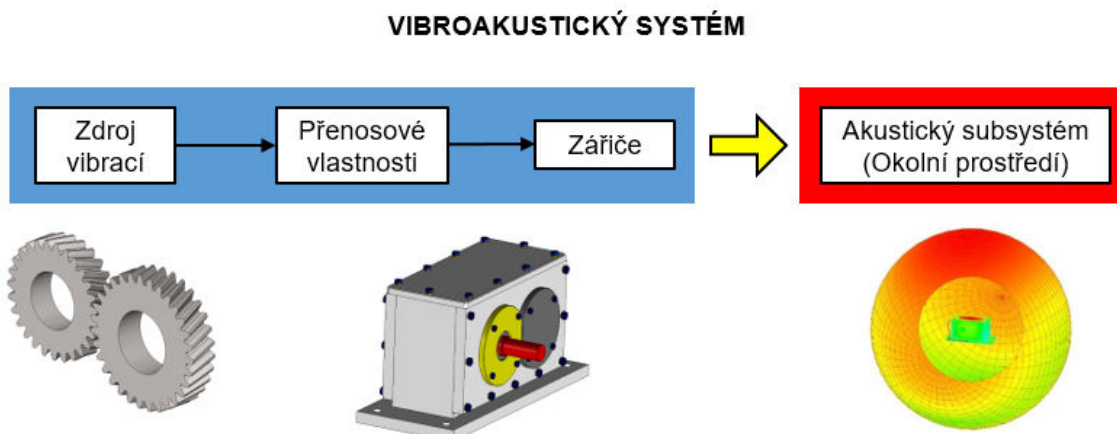 VIBROAKUSTICKÝ SYSTÉM
Zdroj
vibrací
Přenosové
vlastnosti
Zářiče
Akustický subsystém
(Okolní prostředí)